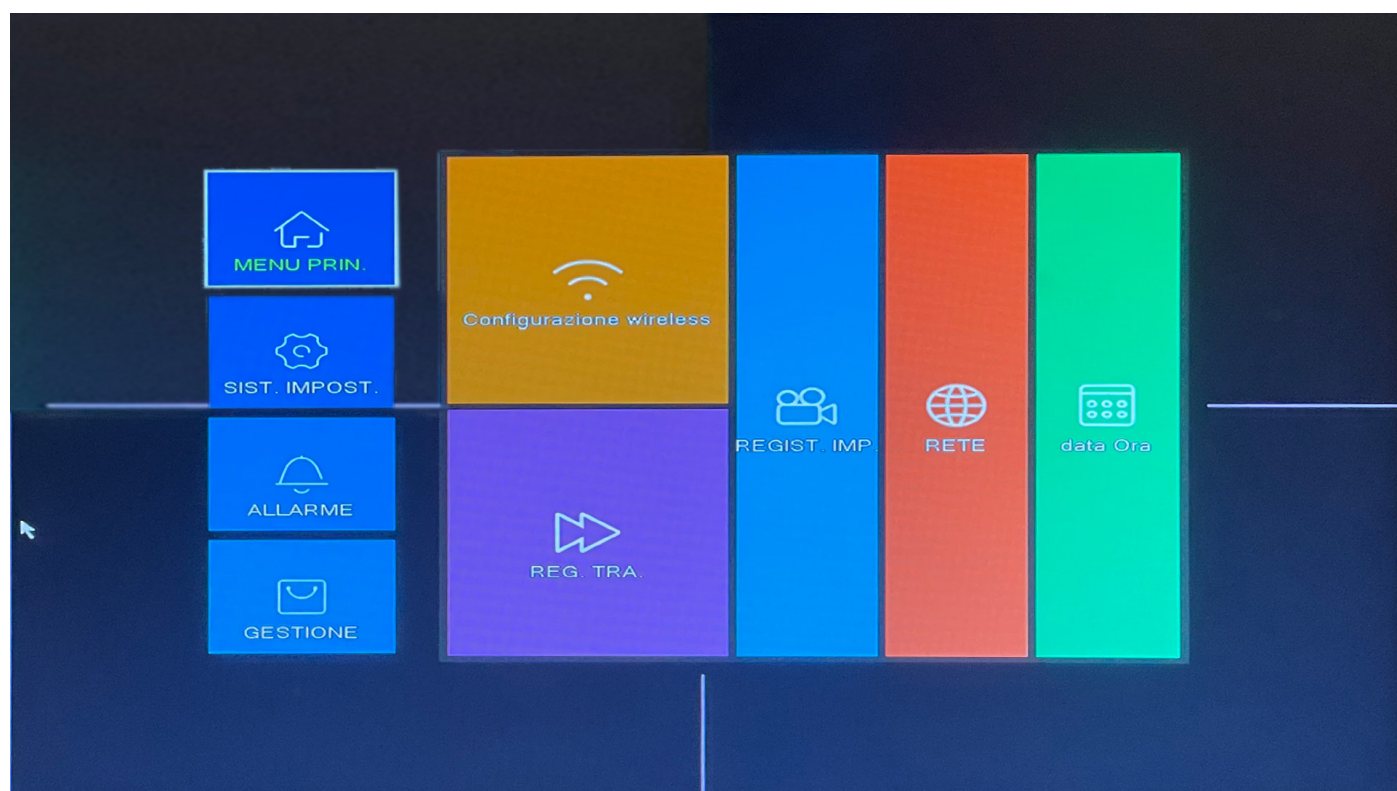 MENU PRIN.
SIST. IMPOST.
ALLARME
GESTIONE
Configurazione wireless
REG. TRA.
REGIST. IMP.
RETE
data Ora